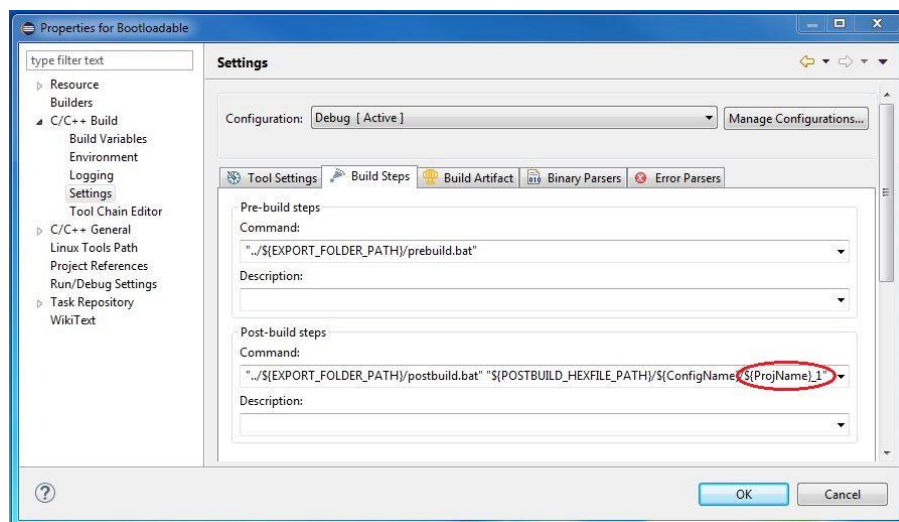 Properties for Bootloadable
type filter text
Settings
Resource
Builders
C/C++ Build
Build Variables
Environment
Logging
Settings
Tool Chain Editor
C/C++ General
Linux Tools Path
Project References
Run/Debug Settings
Task Repository
WikiText
Configuration: Debug [ Active ]
Manage Configurations...
Tool Settings
Build Steps
Build Artifact
Binary Parsers
Error Parsers
Pre-build steps
Command:
"../${EXPORT_FOLDER_PATH}/prebuild.bat"
Description:
Post-build steps
Command:
"../${EXPORT_FOLDER_PATH}/postbuild.bat" "${POSTBUILD_HEXFILE_PATH}/${ConfigName}/${ProjName}_1"
Description:
OK
Cancel